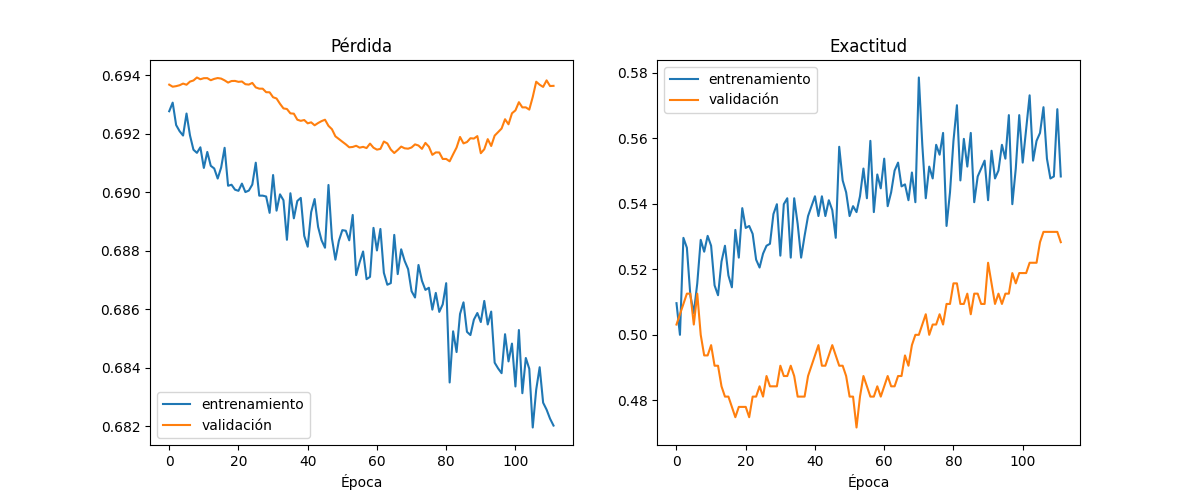 Pérdida
0.694
0.692
0.690
0.688
0.686
0.684
0.682
entrenamiento
validación
0 20 40 60 80 100
Época
Exactitud
0.58
0.56
0.54
0.52
0.50
0.48
entrenamiento
validación
0 20 40 60 80 100
Época